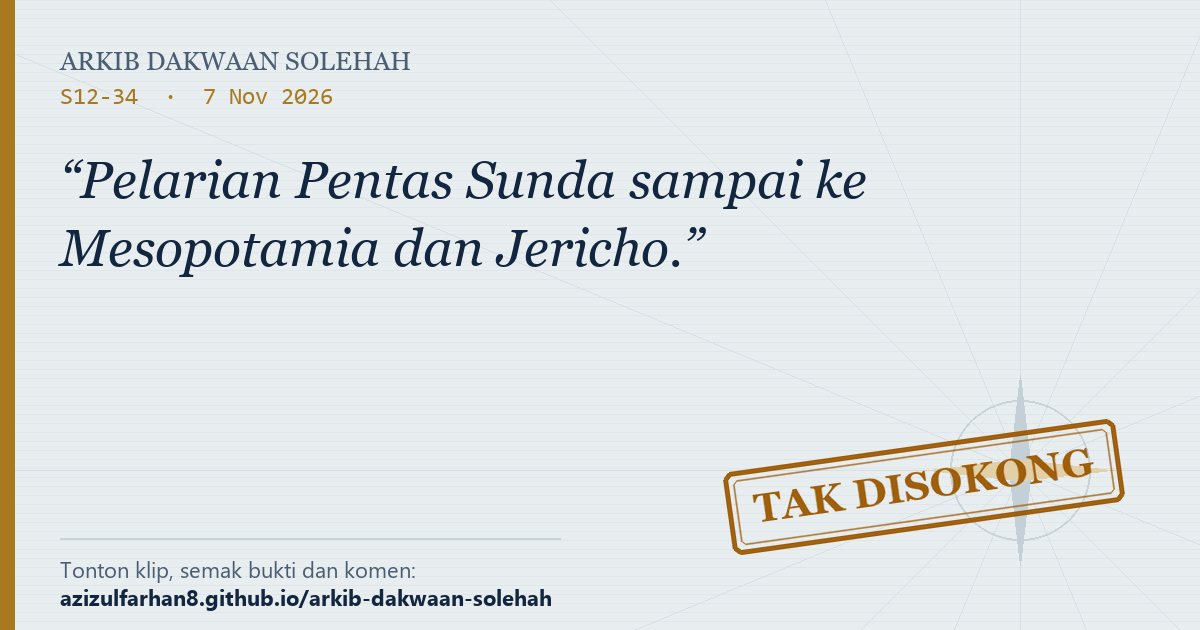 ARKIB DAKWAAN SOLEHAH
S12-34 · 7 Nov 2026
“Pelarian Pentas Sunda sampai ke
Mesopotamia dan Jericho.”
TAK DISOKONG
Tonton klip, semak bukti dan komen:
azizulfarhan8.github.io/arkib-dakwaan-solehah